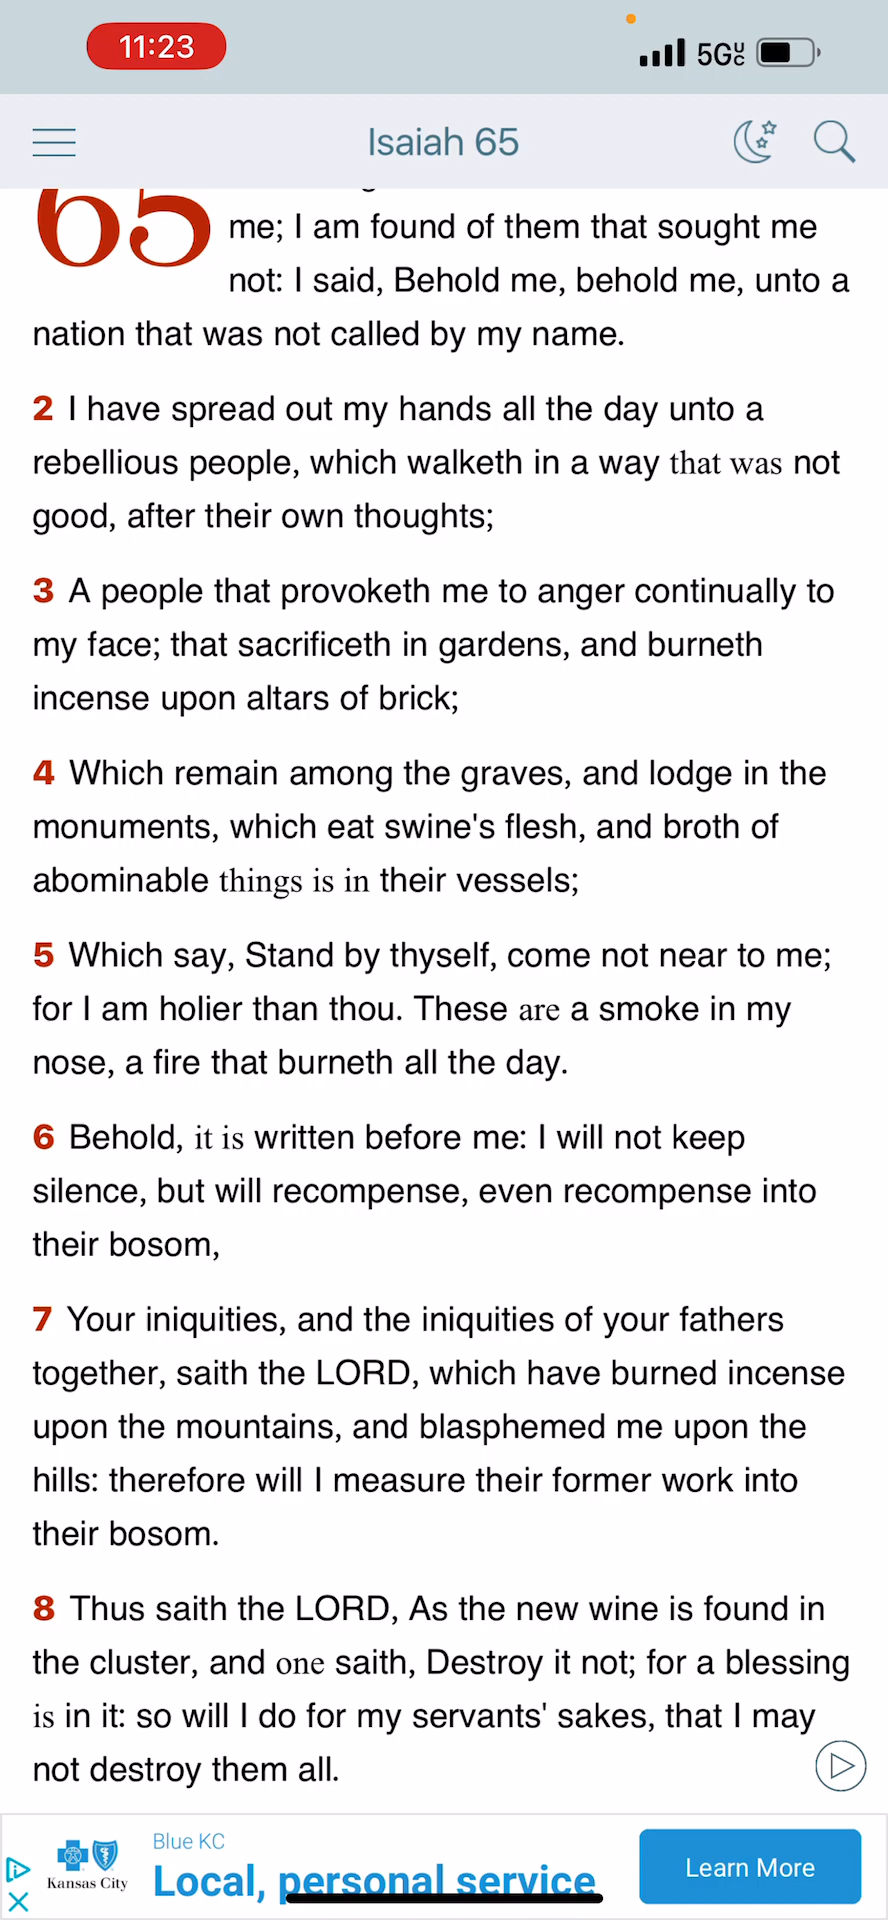 11:23
5GUC
Isaiah 65
65
me; I am found of them that sought me
not: I said, Behold me, behold me, unto a
nation that was not called by my name.
2 I have spread out my hands all the day unto a
rebellious people, which walketh in a way that was not
good, after their own thoughts;
3 A people that provoketh me to anger continually to
my face; that sacrificeth in gardens, and burneth
incense upon altars of brick;
4 Which remain among the graves, and lodge in the
monuments, which eat swine's flesh, and broth of
abominable things is in their vessels;
5 Which say, Stand by thyself, come not near to me;
for I am holier than thou. These are a smoke in my
nose, a fire that burneth all the day.
6 Behold, it is written before me: I will not keep
silence, but will recompense, even recompense into
their bosom,
7 Your iniquities, and the iniquities of your fathers
together, saith the LORD, which have burned incense
upon the mountains, and blasphemed me upon the
hills: therefore will I measure their former work into
their bosom.
8 Thus saith the LORD, As the new wine is found in
the cluster, and one saith, Destroy it not; for a blessing
is in it: so will I do for my servants' sakes, that I may
not destroy them all.
Blue KC
Local, personal service
Kansas City
Learn More